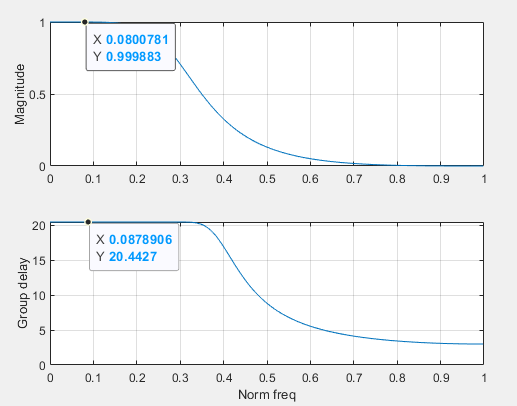 1
X 0.0800781
Y 0.999883
0.5
Magnitude
0
0 0.1 0.2 0.3 0.4 0.5 0.6 0.7 0.8 0.9 1
20
X 0.0878906
Y 20.4427
15
10
Group delay
5
0
0 0.1 0.2 0.3 0.4 0.5 0.6 0.7 0.8 0.9 1
Norm freq